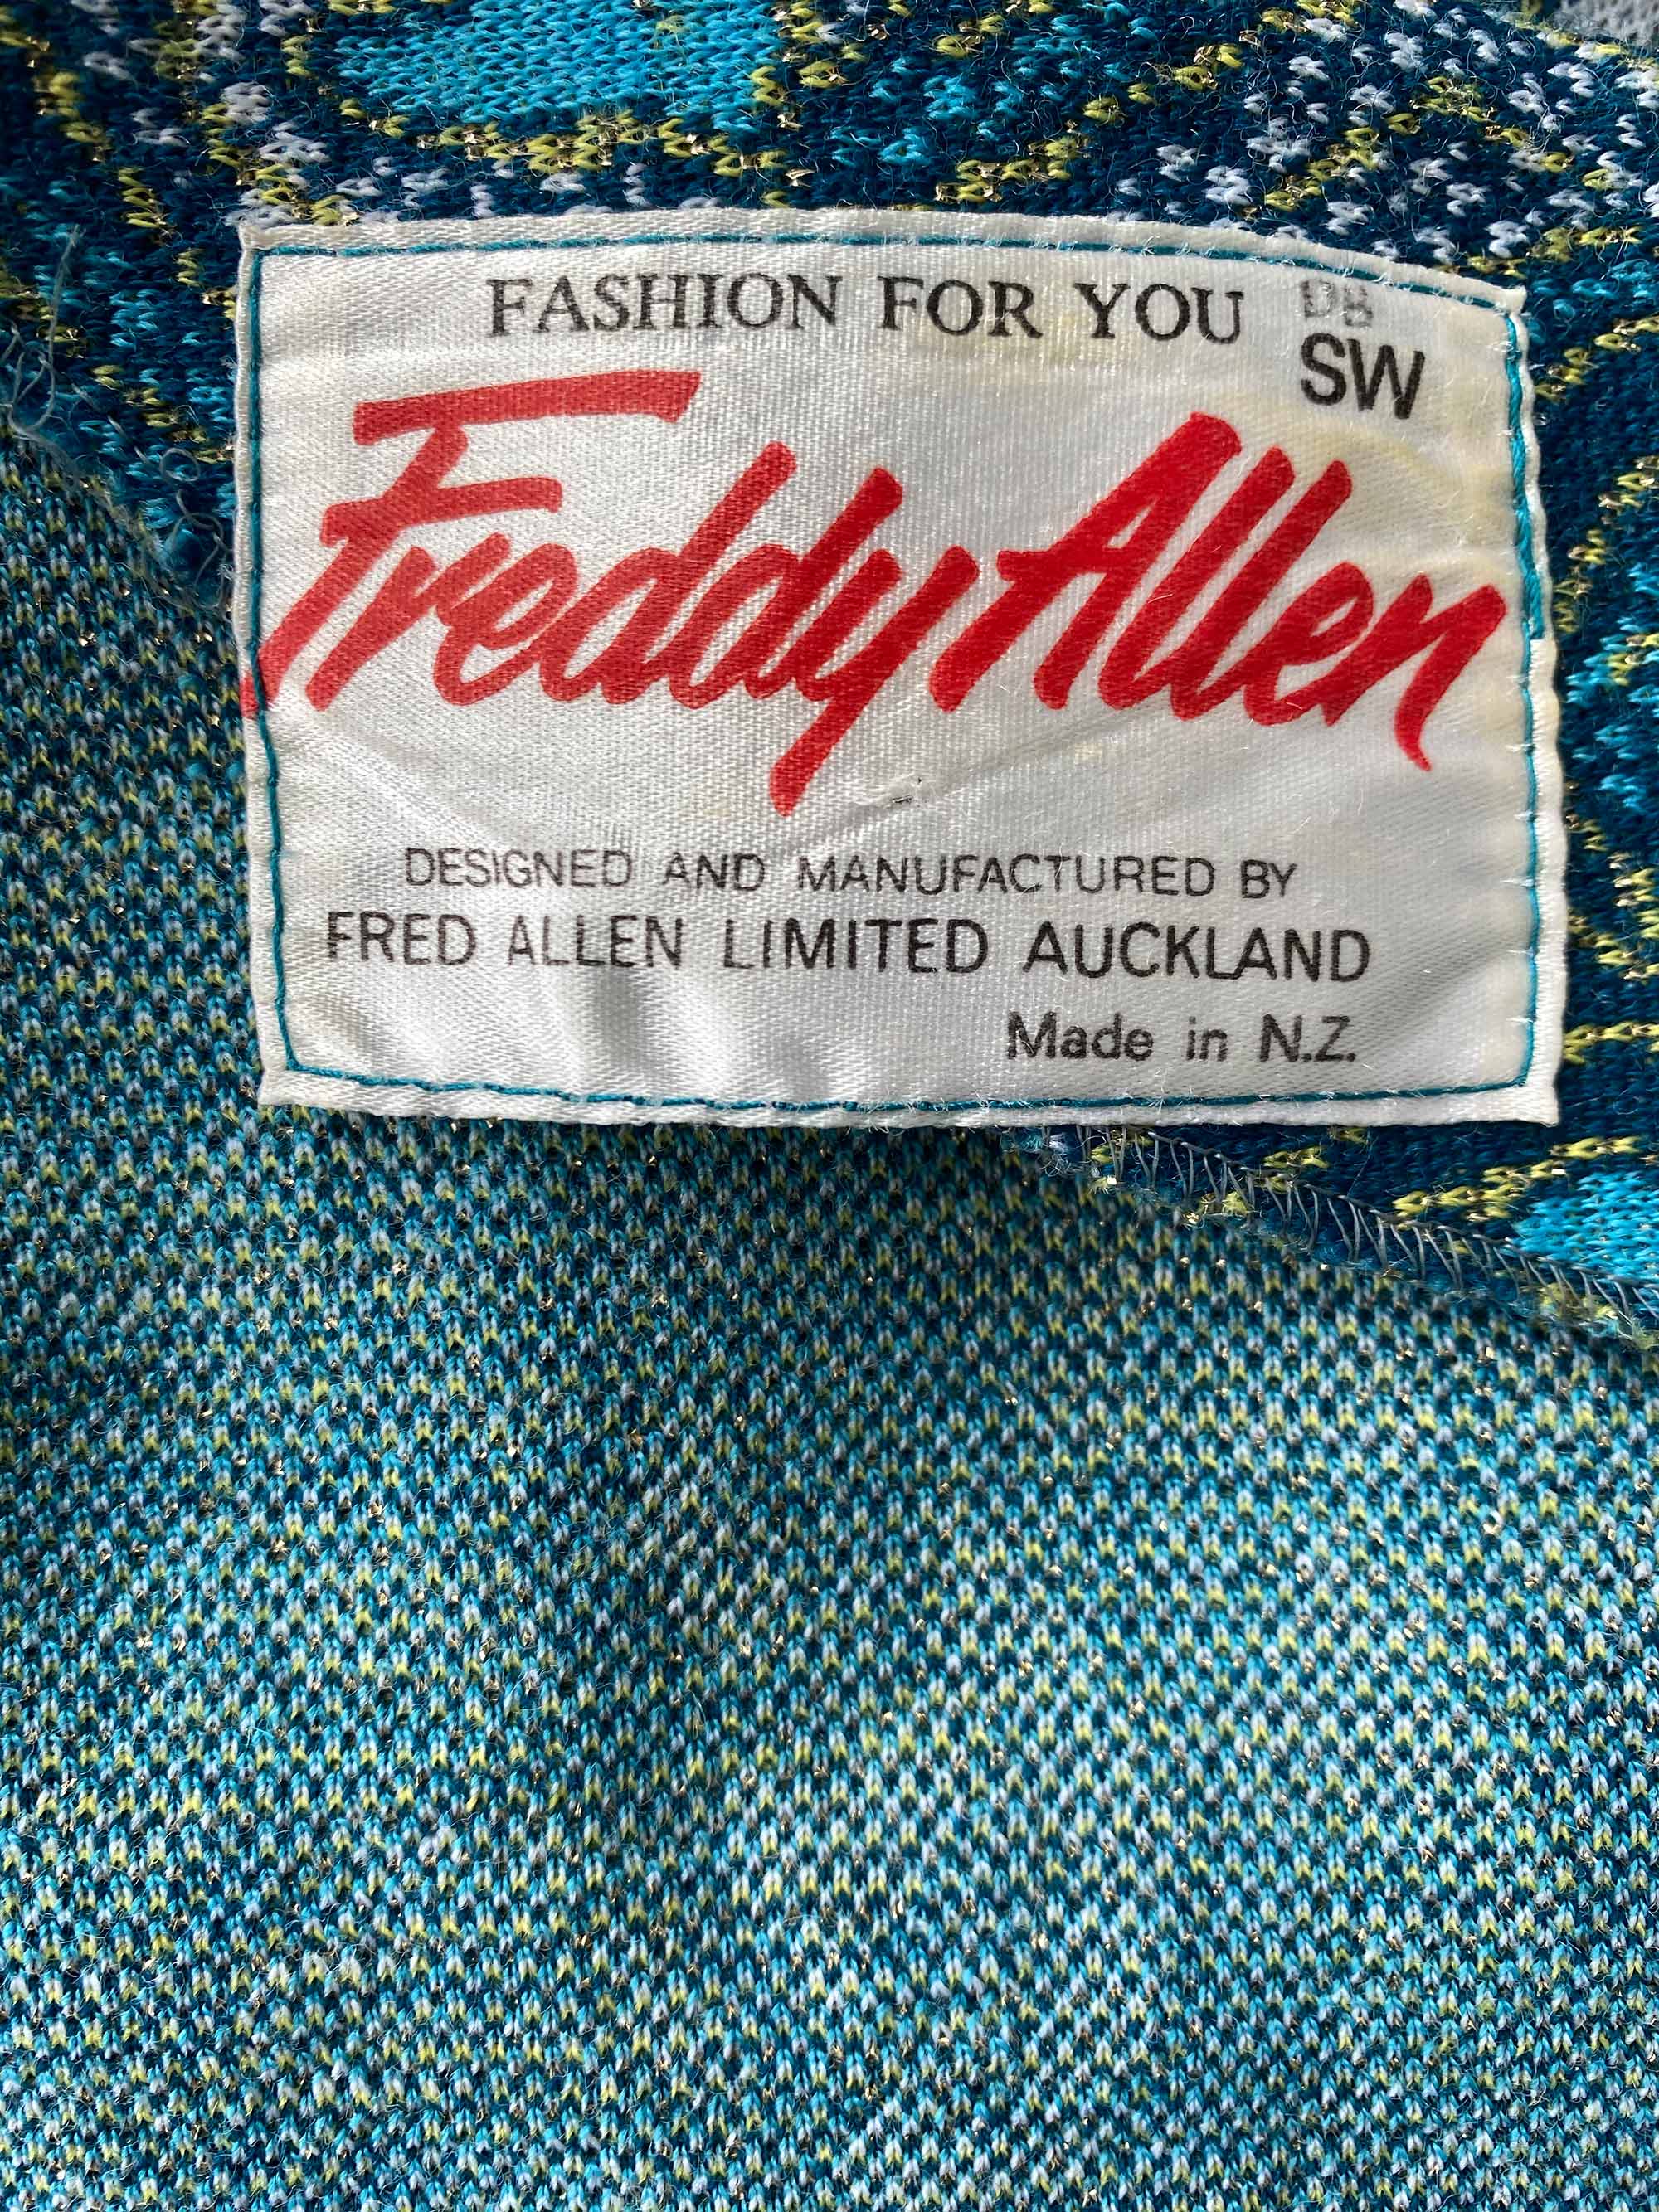 FASHION FOR YOU
DB
SW
Freddy Allen
DESIGNED AND MANUFACTURED BY
FRED ALLEN LIMITED AUCKLAND
Made in N.Z.